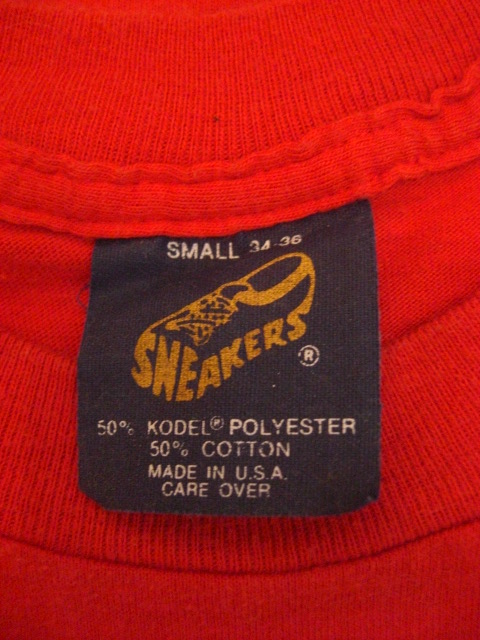 SMALL 34-36
SNEAKERS ®
50% KODEL® POLYESTER
50% COTTON
MADE IN U.S.A.
CARE OVER